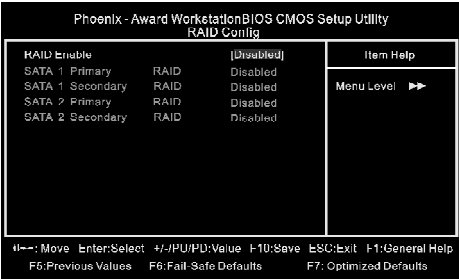 Phoenix - Award WorkstationBIOS CMOS Setup Utility
RAID Config
RAID Enable [Disabled]
SATA 1 Primary RAID Disabled
SATA 1 Secondary RAID Disabled
SATA 2 Primary RAID Disabled
SATA 2 Secondary RAID Disabled
Item Help
Menu Level ▶▶
: Move Enter:Select +/-/PU/PD:Value F10:Save ESC:Exit F1:General Help
F5:Previous Values F6:Fail-Safe Defaults F7: Optimized Defaults